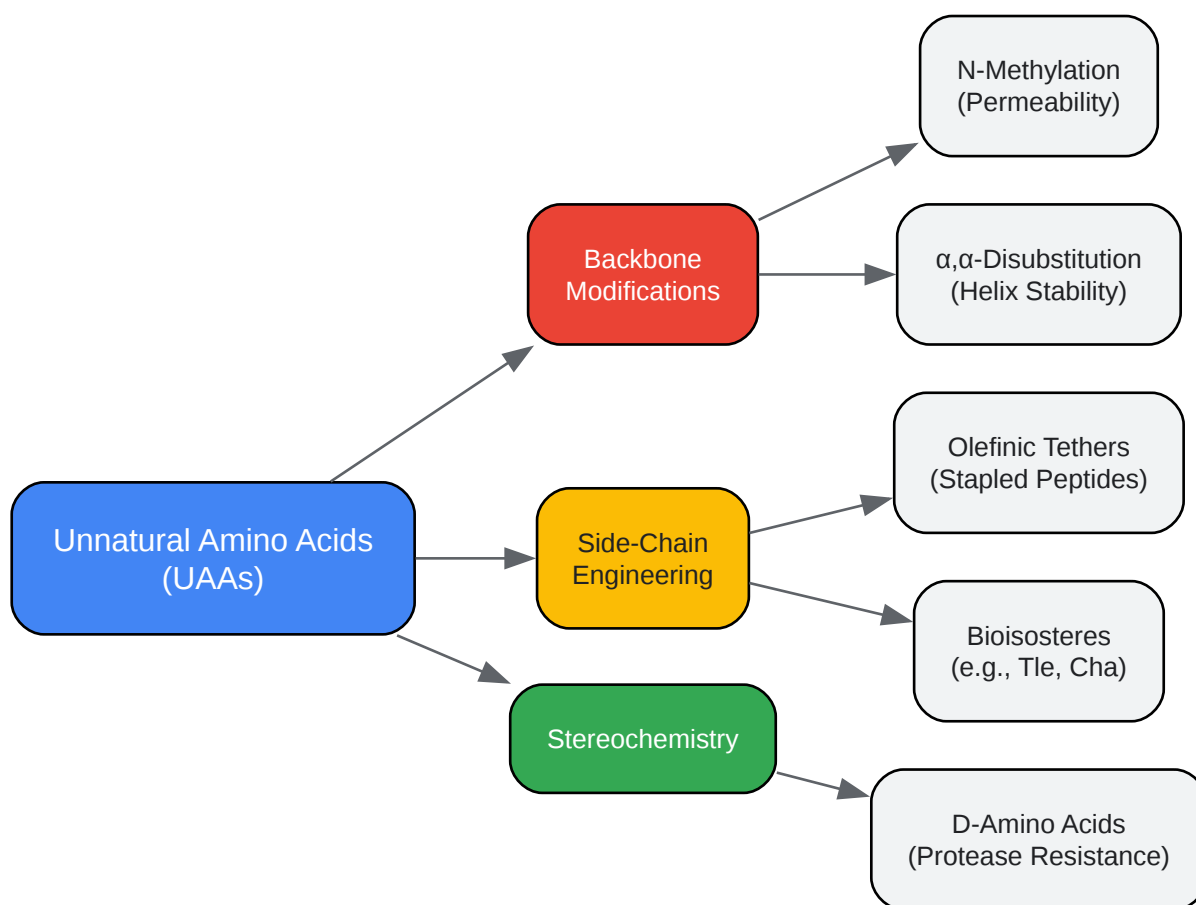 N-Methylation
(Permeability)
Backbone
Modifications
α,α-Disubstitution
(Helix Stability)
Olefinic Tethers
(Stapled Peptides)
Unnatural Amino Acids
(UAAs)
Side-Chain
Engineering
Bioisosteres
(e.g., Tle, Cha)
Stereochemistry
D-Amino Acids
(Protease Resistance)